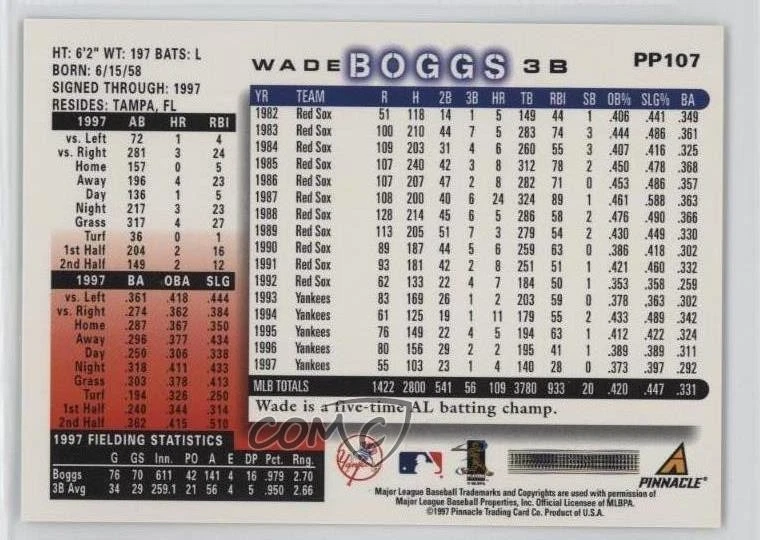 HT: 6'2" WT: 197 BATS: L
BORN: 6/15/58
SIGNED THROUGH: 1997
RESIDES: TAMPA, FL
1997 AB HR RBI
vs. Left 72 1 4
vs. Right 281 3 24
Home 157 0 5
Away 196 4 23
Day 136 1 5
Night 217 3 23
Grass 317 4 27
Turf 36 0 1
1st Half 204 2 16
2nd Half 149 2 12
1997 BA OBA SLG
vs. Left .361 .418 .444
vs. Right .274 .362 .384
Home .287 .367 .350
Away .296 .377 .434
Day .250 .306 .338
Night .318 .411 .433
Grass .303 .378 .413
Turf .194 .326 .250
1st Half .240 .344 .314
2nd Half .362 .415 .510
1997 FIELDING STATISTICS
G GS Inn. PO A E DP Pct. Rng.
Boggs 76 70 611 42 141 4 16 .979 2.70
3B Avg 34 29 259.1 21 56 4 5 .950 2.66
WADE BOGGS 3B PP107
YR TEAM R H 2B 3B HR TB RBI SB OB% SLG% BA
1982 Red Sox 51 118 14 1 5 149 44 1 .406 .441 .349
1983 Red Sox 100 210 44 7 5 283 74 3 .444 .486 .361
1984 Red Sox 109 203 31 4 6 260 55 3 .407 .416 .325
1985 Red Sox 107 240 42 3 8 312 78 2 .450 .478 .368
1986 Red Sox 107 207 47 2 8 282 71 0 .453 .486 .357
1987 Red Sox 108 200 40 6 24 324 89 1 .461 .588 .363
1988 Red Sox 128 214 45 6 5 286 58 2 .476 .490 .366
1989 Red Sox 113 205 51 7 3 279 54 2 .430 .449 .330
1990 Red Sox 89 187 44 5 6 259 63 0 .386 .418 .302
1991 Red Sox 93 181 42 2 8 251 51 1 .421 .460 .332
1992 Red Sox 62 133 22 4 7 184 50 1 .353 .358 .259
1993 Yankees 83 169 26 1 2 203 59 0 .378 .363 .302
1994 Yankees 61 125 19 1 11 179 55 2 .433 .489 .342
1995 Yankees 76 149 22 4 5 194 63 1 .412 .422 .324
1996 Yankees 80 156 29 2 2 195 41 1 .389 .389 .311
1997 Yankees 55 103 23 1 4 140 28 0 .373 .397 .292
MLB TOTALS 1422 2800 541 56 109 3780 933 20 .420 .447 .331
Wade is a five-time AL batting champ.
COMC
Yankees
PINNACLE
Major League Baseball Trademarks and Copyrights are used with permission of
Major League Baseball Properties, Inc. Official Licensee of MLBPA.
©1997 Pinnacle Trading Card Co. Product of U.S.A.